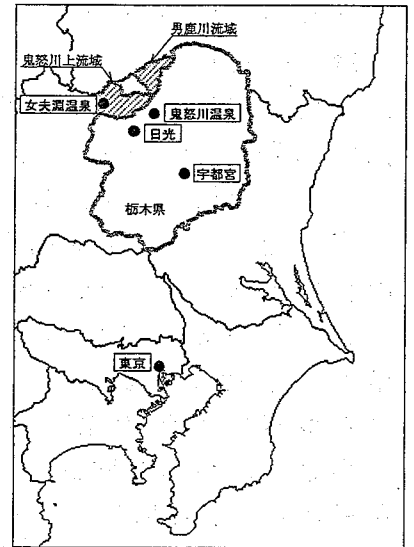 男鹿川流域
鬼怒川上流域
女夫淵温泉
鬼怒川温泉
日光
宇都宮
栃木県
東京